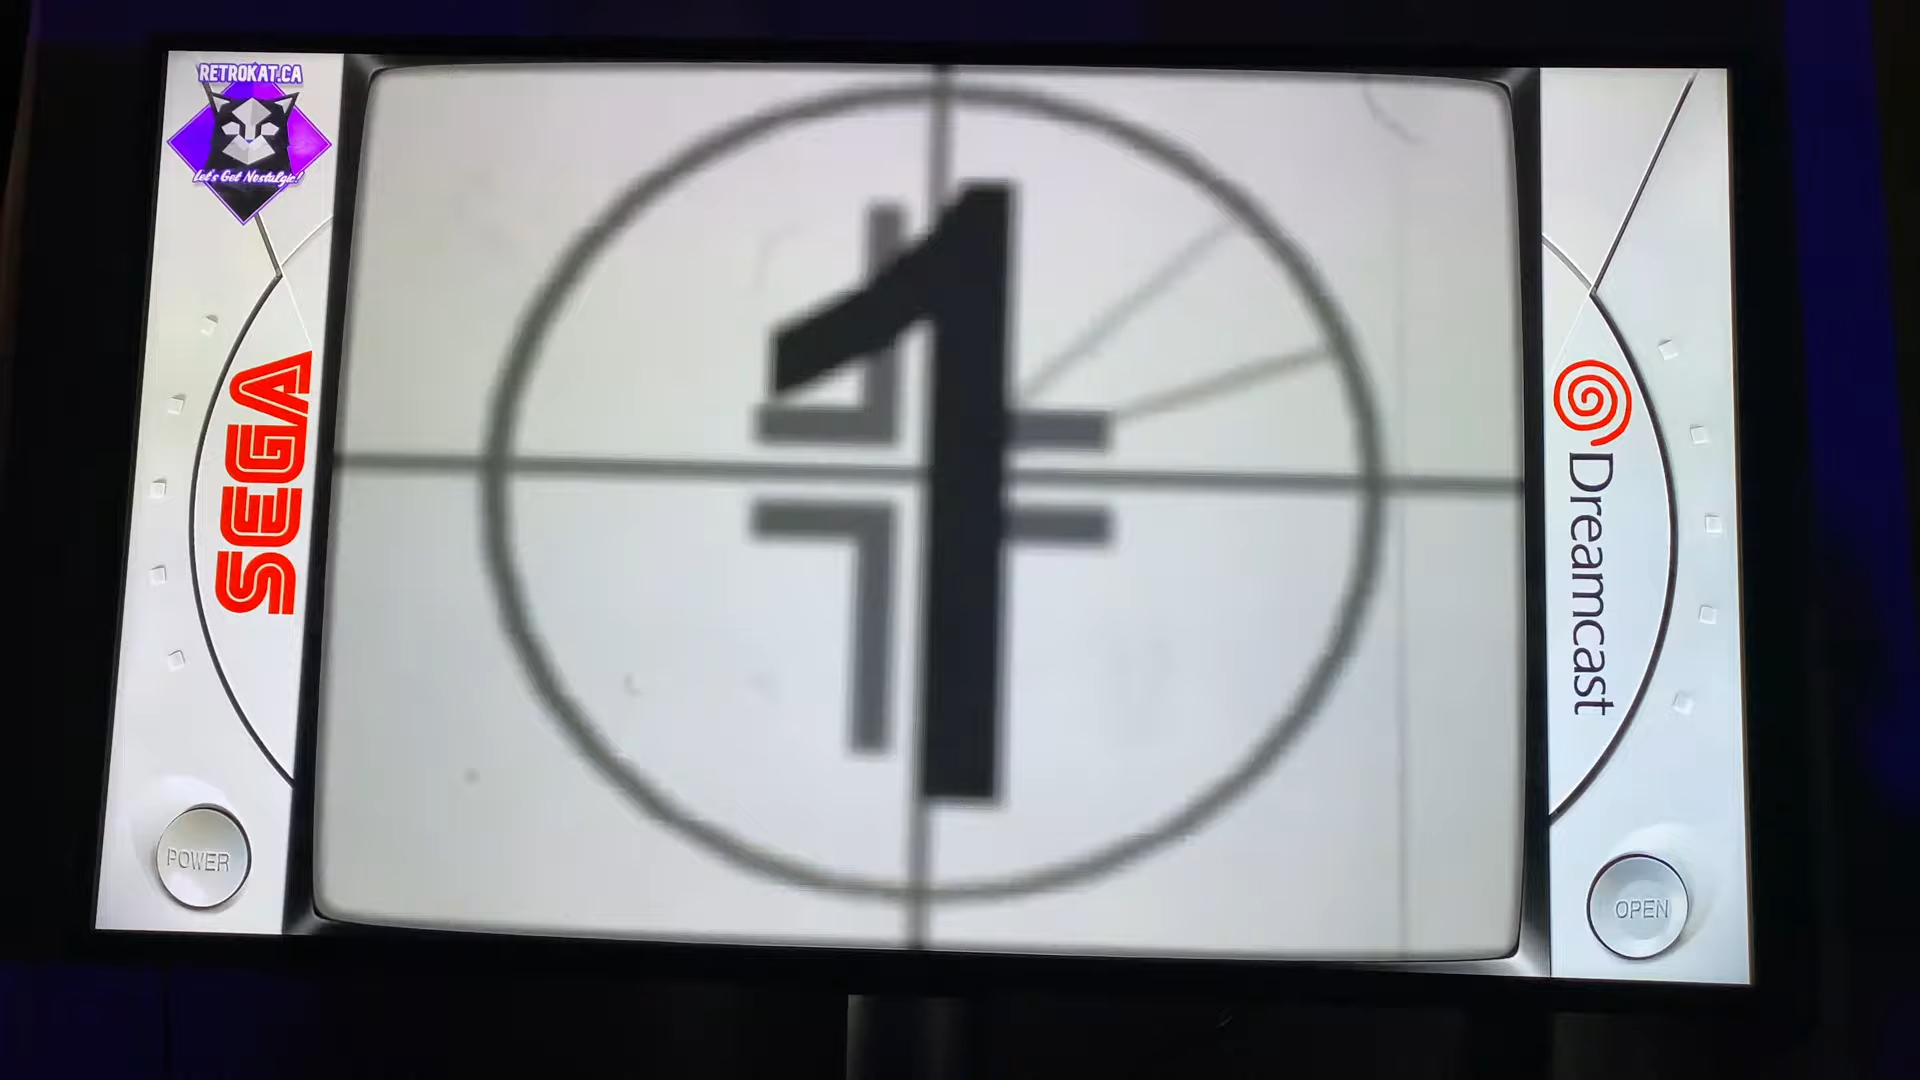 RETROKAT.CA
Let's Get Nostalgic!
SEGA
POWER
1
Dreamcast
OPEN